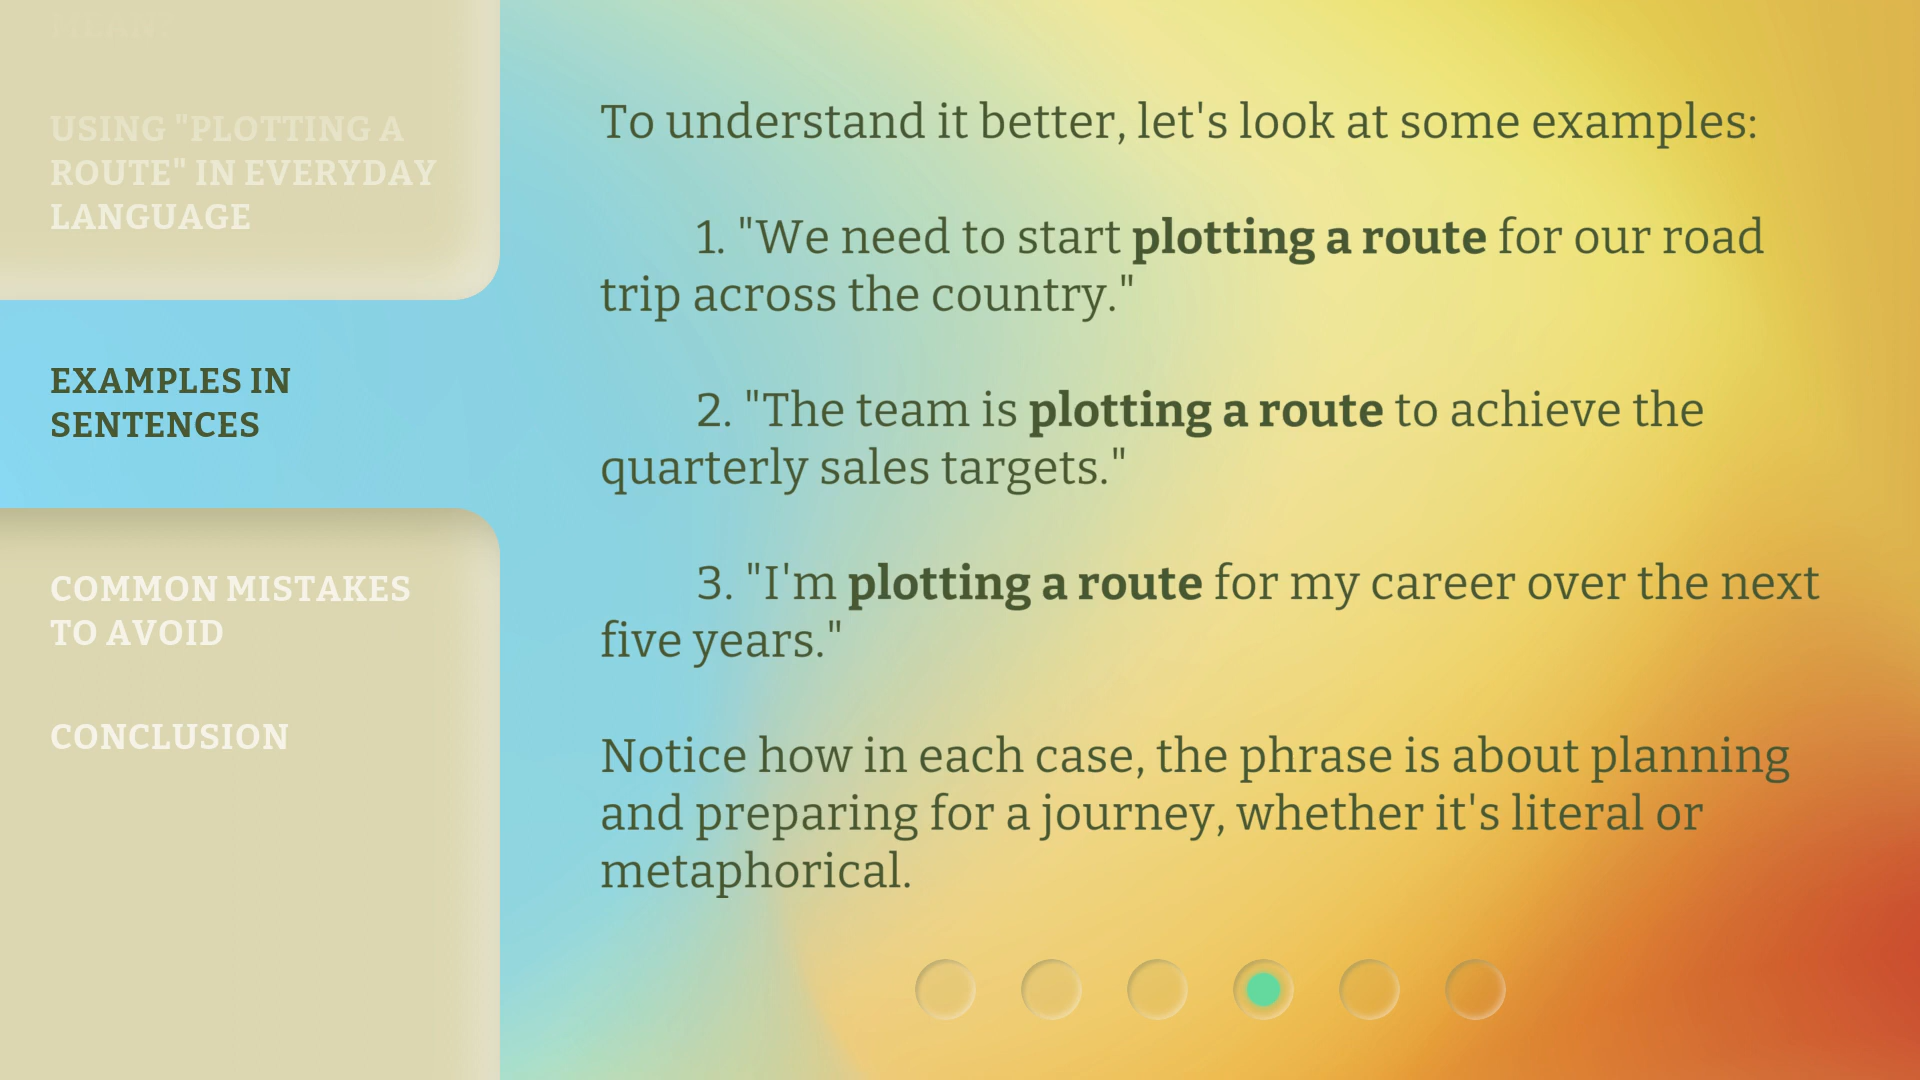 USING "PLOTTING A
ROUTE" IN EVERYDAY
LANGUAGE
EXAMPLES IN
SENTENCES
COMMON MISTAKES
TO AVOID
CONCLUSION
To understand it better, let's look at some examples:
1. "We need to start plotting a route for our road
trip across the country."
2. "The team is plotting a route to achieve the
quarterly sales targets."
3. "I'm plotting a route for my career over the next
five years."
Notice how in each case, the phrase is about planning
and preparing for a journey, whether it's literal or
metaphorical.